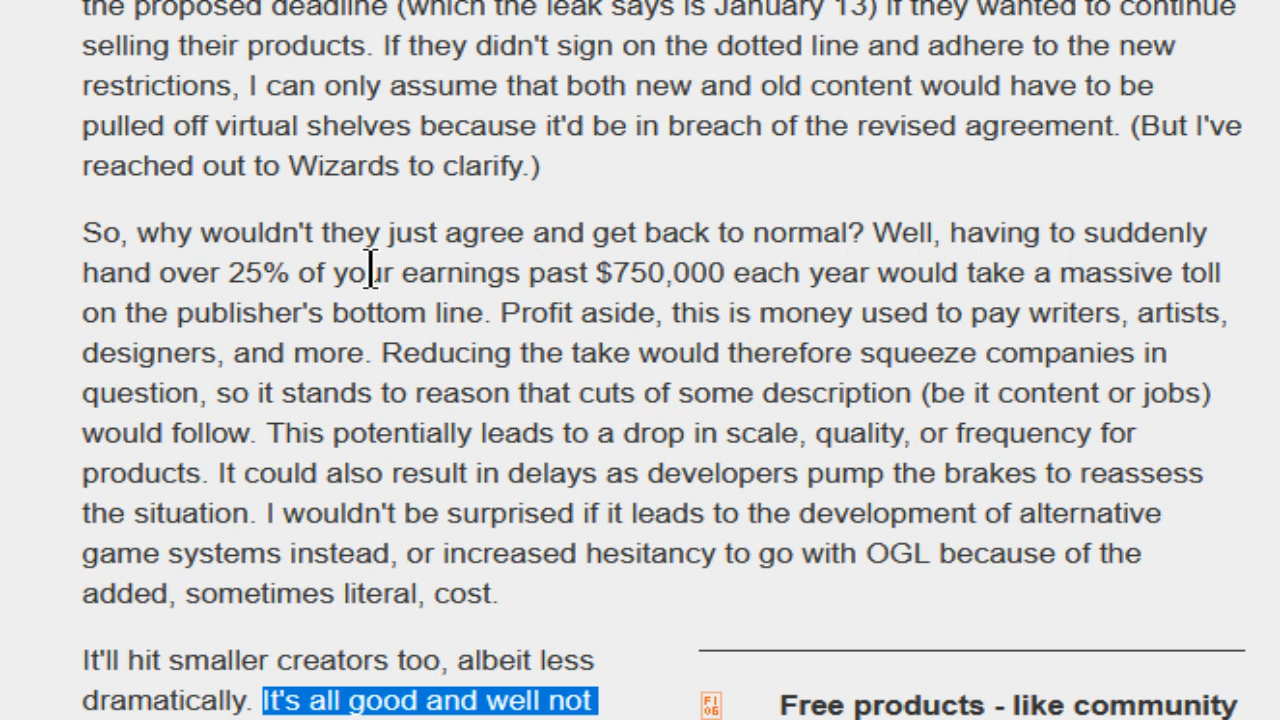 the proposed deadline (which the leak says is January 13) if they wanted to continue
selling their products. If they didn't sign on the dotted line and adhere to the new
restrictions, I can only assume that both new and old content would have to be
pulled off virtual shelves because it'd be in breach of the revised agreement. (But I've
reached out to Wizards to clarify.)
So, why wouldn't they just agree and get back to normal? Well, having to suddenly
hand over 25% of your earnings past $750,000 each year would take a massive toll
on the publisher's bottom line. Profit aside, this is money used to pay writers, artists,
designers, and more. Reducing the take would therefore squeeze companies in
question, so it stands to reason that cuts of some description (be it content or jobs)
would follow. This potentially leads to a drop in scale, quality, or frequency for
products. It could also result in delays as developers pump the brakes to reassess
the situation. I wouldn't be surprised if it leads to the development of alternative
game systems instead, or increased hesitancy to go with OGL because of the
added, sometimes literal, cost.
It'll hit smaller creators too, albeit less
dramatically. It's all good and well not
Free products - like community